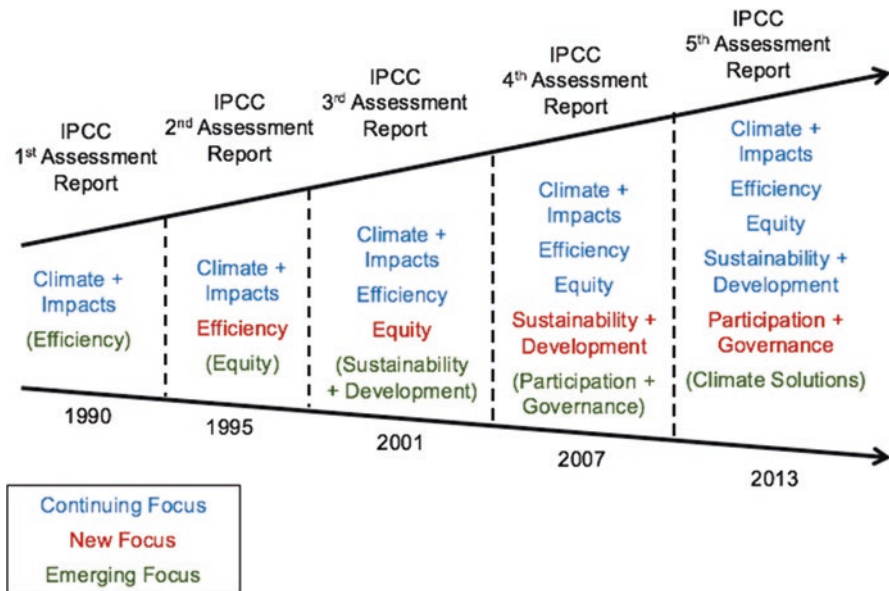 IPCC
1st Assessment
Report
IPCC
2nd Assessment
Report
IPCC
3rd Assessment
Report
IPCC
4th Assessment
Report
IPCC
5th Assessment
Report
Climate +
Impacts
(Efficiency)
Climate +
Impacts
Efficiency
(Equity)
Climate +
Impacts
Efficiency
Equity
(Sustainability
+ Development)
Climate +
Impacts
Efficiency
Equity
Sustainability +
Development
(Participation +
Governance)
Climate +
Impacts
Efficiency
Equity
Sustainability +
Development
Participation +
Governance
(Climate Solutions)
1990
1995
2001
2007
2013
Continuing Focus
New Focus
Emerging Focus